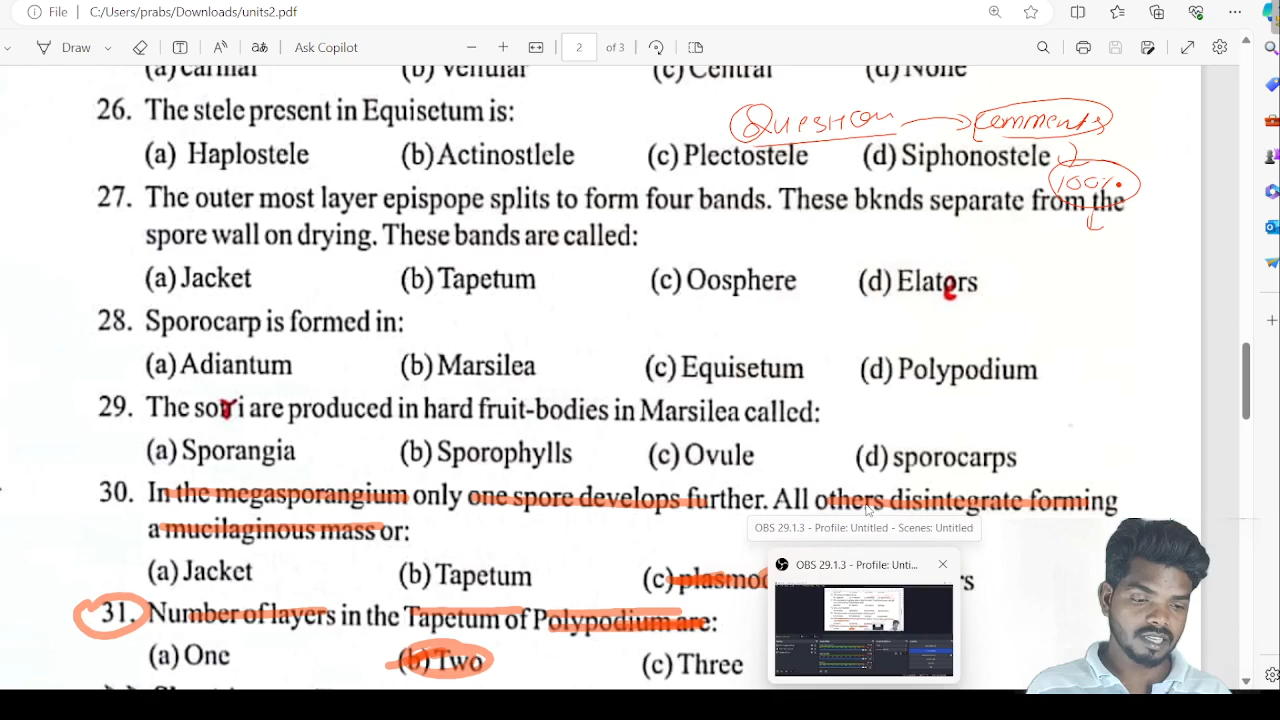 File C:/Users/prabs/Downloads/units2.pdf
Draw Ask Copilot 2 of 3
(a) Carinal (b) Venular (c) Central (d) None
26. The stele present in Equisetum is:
Question → comments
(a) Haplostele (b) Actinostlele (c) Plectostele (d) Siphonostele
100%
27. The outer most layer epispope splits to form four bands. These bknds separate from the
spore wall on drying. These bands are called:
(a) Jacket (b) Tapetum (c) Oosphere (d) Elaters
28. Sporocarp is formed in:
(a) Adiantum (b) Marsilea (c) Equisetum (d) Polypodium
29. The sori are produced in hard fruit-bodies in Marsilea called:
(a) Sporangia (b) Sporophylls (c) Ovule (d) sporocarps
30. In the megasporangium only one spore develops further. All others disintegrate forming
a mucilaginous mass or:
OBS 29.1.3 - Profile: Untitled - Scenes: Untitled
OBS 29.1.3 - Profile: Unti...
(a) Jacket (b) Tapetum (c) plasmod
31. Number of layers in the Tapetum of Polypodium are:
(a) One (b) Two (c) Three